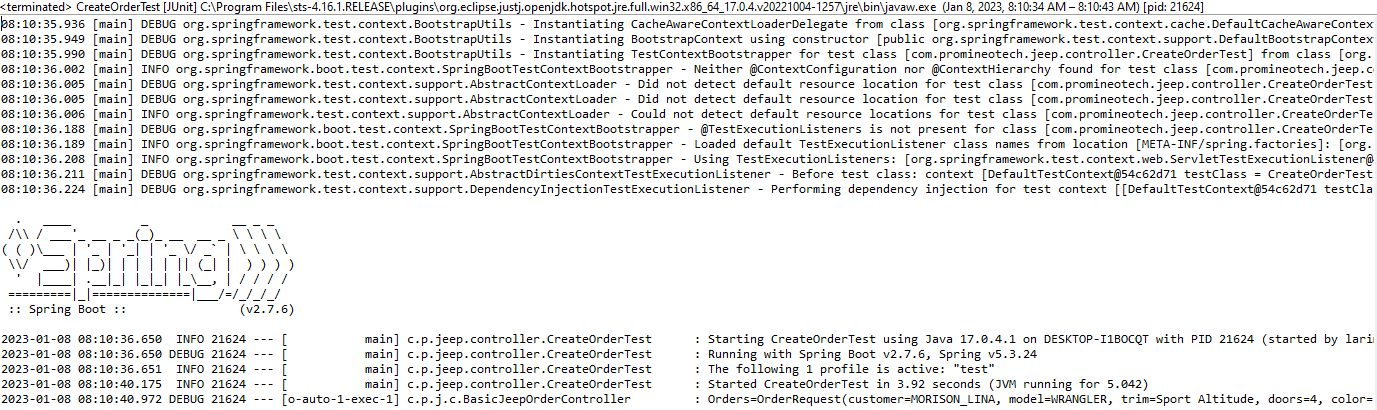 <terminated> CreateOrderTest [JUnit] C:\Program Files\sts-4.16.1.RELEASE\plugins\org.eclipse.justj.openjdk.hotspot.jre.full.win32.x86_64_17.0.4.v20221004-1257\jre\bin\javaw.exe (Jan 8, 2023, 8:10:34 AM – 8:10:43 AM) [pid: 21624]
08:10:35.936 [main] DEBUG org.springframework.test.context.BootstrapUtils - Instantiating CacheAwareContextLoaderDelegate from class [org.springframework.test.context.cache.DefaultCacheAwareContex
08:10:35.949 [main] DEBUG org.springframework.test.context.BootstrapUtils - Instantiating BootstrapContext using constructor [public org.springframework.test.context.support.DefaultBootstrapContex
08:10:35.990 [main] DEBUG org.springframework.test.context.BootstrapUtils - Instantiating TestContextBootstrapper for test class [com.promineotech.jeep.controller.CreateOrderTest] from class [org.
08:10:36.002 [main] INFO org.springframework.boot.test.context.SpringBootTestContextBootstrapper - Neither @ContextConfiguration nor @ContextHierarchy found for test class [com.promineotech.jeep.c
08:10:36.005 [main] DEBUG org.springframework.test.context.support.AbstractContextLoader - Did not detect default resource location for test class [com.promineotech.jeep.controller.CreateOrderTest
08:10:36.005 [main] DEBUG org.springframework.test.context.support.AbstractContextLoader - Did not detect default resource location for test class [com.promineotech.jeep.controller.CreateOrderTest
08:10:36.006 [main] INFO org.springframework.test.context.support.AbstractContextLoader - Could not detect default resource locations for test class [com.promineotech.jeep.controller.CreateOrderTe
08:10:36.188 [main] DEBUG org.springframework.boot.test.context.SpringBootTestContextBootstrapper - @TestExecutionListeners is not present for class [com.promineotech.jeep.controller.CreateOrderTe
08:10:36.189 [main] INFO org.springframework.boot.test.context.SpringBootTestContextBootstrapper - Loaded default TestExecutionListener class names from location [META-INF/spring.factories]: [org.
08:10:36.208 [main] INFO org.springframework.boot.test.context.SpringBootTestContextBootstrapper - Using TestExecutionListeners: [org.springframework.test.context.web.ServletTestExecutionListener@
08:10:36.211 [main] DEBUG org.springframework.test.context.support.AbstractDirtiesContextTestExecutionListener - Before test class: context [DefaultTestContext@54c62d71 testClass = CreateOrderTest
08:10:36.224 [main] DEBUG org.springframework.test.context.support.DependencyInjectionTestExecutionListener - Performing dependency injection for test context [[DefaultTestContext@54c62d71 testCla
Spring
:: Spring Boot :: (v2.7.6)
2023-01-08 08:10:36.650 INFO 21624 --- [ main] c.p.jeep.controller.CreateOrderTest : Starting CreateOrderTest using Java 17.0.4.1 on DESKTOP-I1BOCQT with PID 21624 (started by lari
2023-01-08 08:10:36.650 DEBUG 21624 --- [ main] c.p.jeep.controller.CreateOrderTest : Running with Spring Boot v2.7.6, Spring v5.3.24
2023-01-08 08:10:36.651 INFO 21624 --- [ main] c.p.jeep.controller.CreateOrderTest : The following 1 profile is active: "test"
2023-01-08 08:10:40.175 INFO 21624 --- [ main] c.p.jeep.controller.CreateOrderTest : Started CreateOrderTest in 3.92 seconds (JVM running for 5.042)
2023-01-08 08:10:40.972 DEBUG 21624 --- [o-auto-1-exec-1] c.p.j.c.BasicJeepOrderController : Orders=OrderRequest(customer=MORISON_LINA, model=WRANGLER, trim=Sport Altitude, doors=4, color=